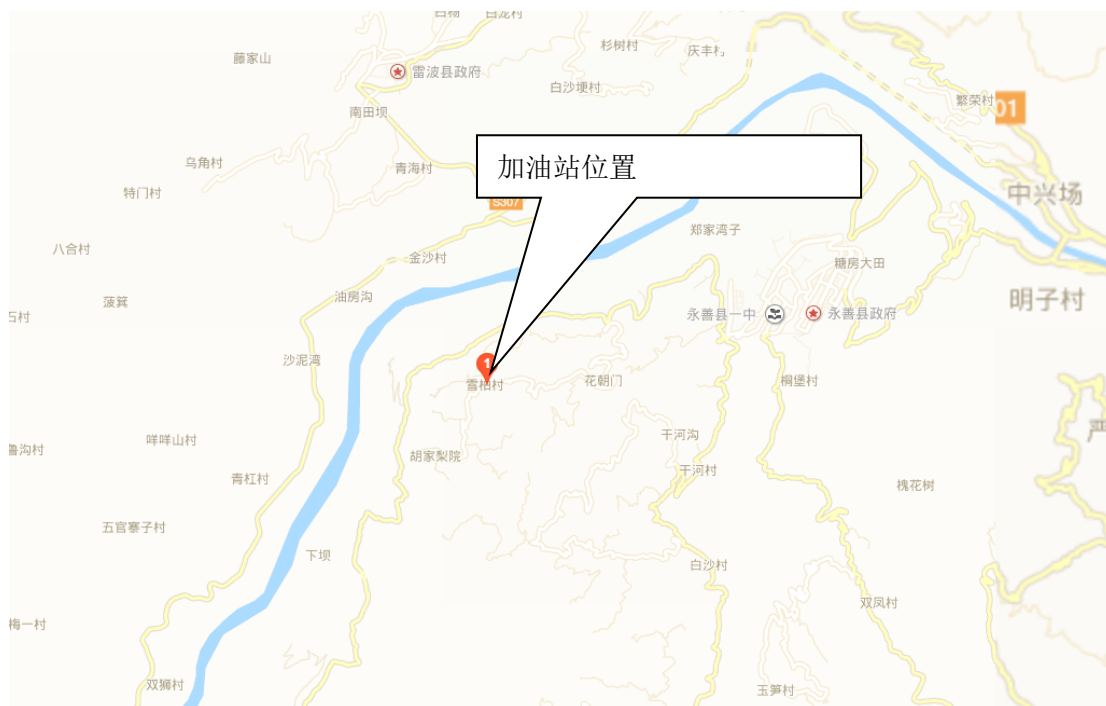 白杨
白龙村
杉树村
庆丰村
藤家山
雷波县政府
白沙埂村
繁荣村
01
南田坝
加油站位置
乌角村
青海村
特门村
S307
中兴场
郑家湾子
八合村
金沙村
糖房大田
菠箕
油房沟
明子村
石村
永善县一中
永善县政府
沙泥湾
1
雪柏村
花朝门
桐堡村
咩咩山村
干河沟
严
鲁沟村
胡家梨院
干河村
青杠村
槐花树
五官寨子村
下坝
白沙村
双凤村
梅一村
双狮村
玉笋村